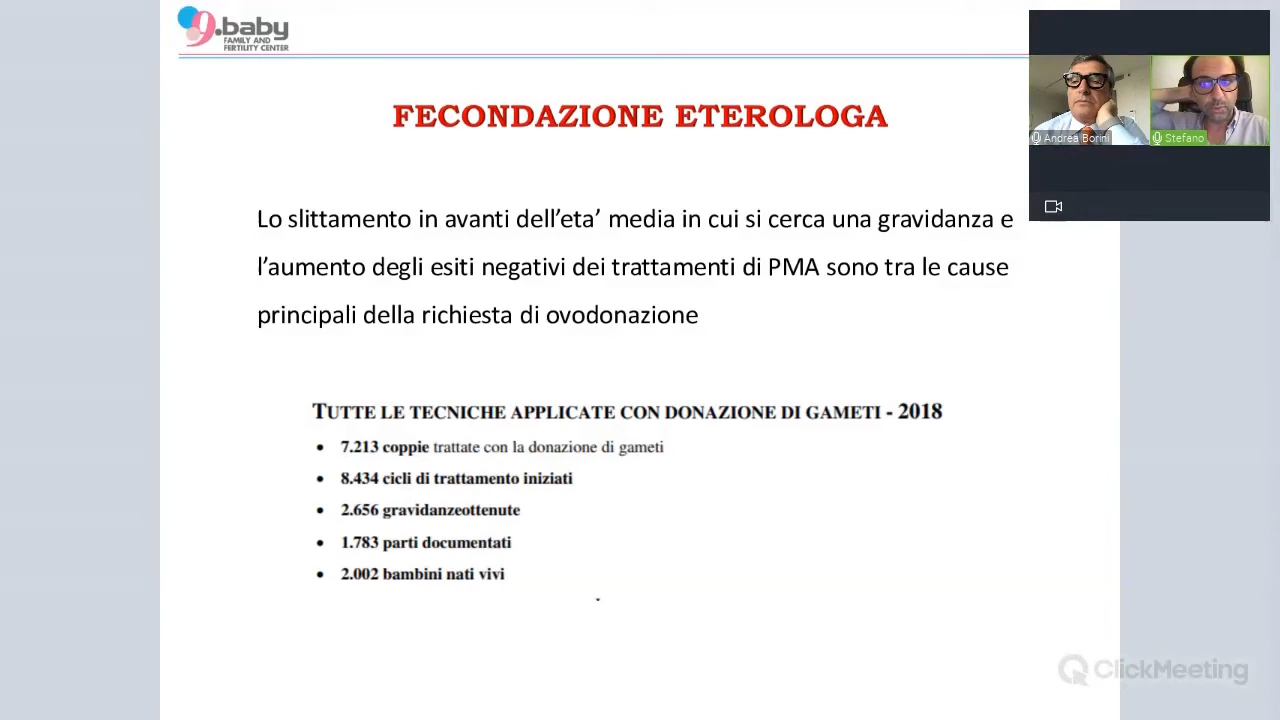 9.baby
FAMILY AND
FERTILITY CENTER
FECONDAZIONE ETEROLOGA
Andrea Borini
Stefano
Lo slittamento in avanti dell’eta’ media in cui si cerca una gravidanza e
l’aumento degli esiti negativi dei trattamenti di PMA sono tra le cause
principali della richiesta di ovodonazione
TUTTE LE TECNICHE APPLICATE CON DONAZIONE DI GAMETI - 2018
• 7.213 coppie trattate con la donazione di gameti
• 8.434 cicli di trattamento iniziati
• 2.656 gravidanzeottenute
• 1.783 parti documentati
• 2.002 bambini nati vivi
ClickMeeting